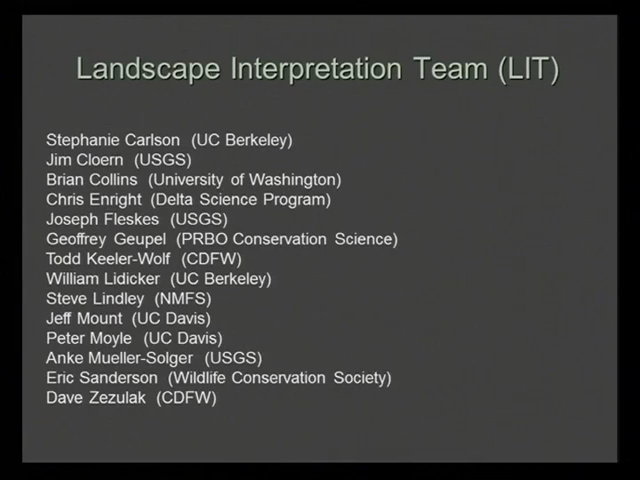 Landscape Interpretation Team (LIT)
Stephanie Carlson (UC Berkeley)
Jim Cloern (USGS)
Brian Collins (University of Washington)
Chris Enright (Delta Science Program)
Joseph Fleskes (USGS)
Geoffrey Geupel (PRBO Conservation Science)
Todd Keeler-Wolf (CDFW)
William Lidicker (UC Berkeley)
Steve Lindley (NMFS)
Jeff Mount (UC Davis)
Peter Moyle (UC Davis)
Anke Mueller-Solger (USGS)
Eric Sanderson (Wildlife Conservation Society)
Dave Zezulak (CDFW)